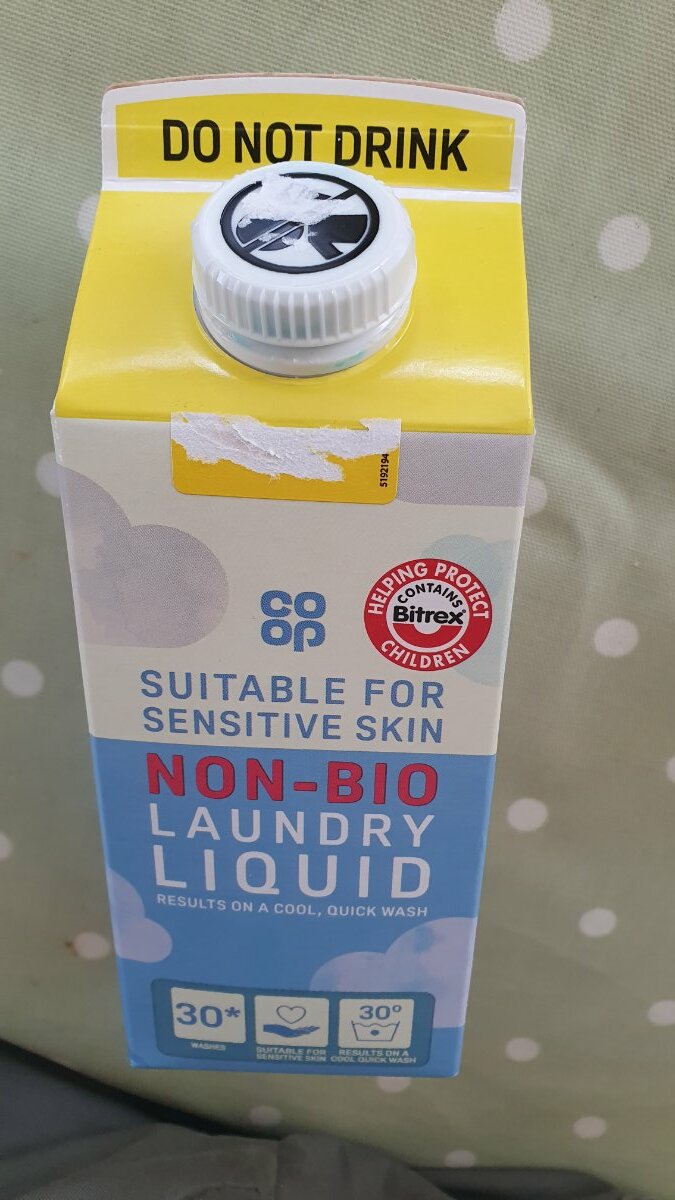 DO NOT DRINK
5192194
co
op
HELPING PROTECT
CONTAINS
Bitrex®
CHILDREN
SUITABLE FOR
SENSITIVE SKIN
NON-BIO
LAUNDRY
LIQUID
RESULTS ON A COOL, QUICK WASH
30*
WASHES
SUITABLE FOR
SENSITIVE SKIN
30°
RESULTS ON A
COOL QUICK WASH